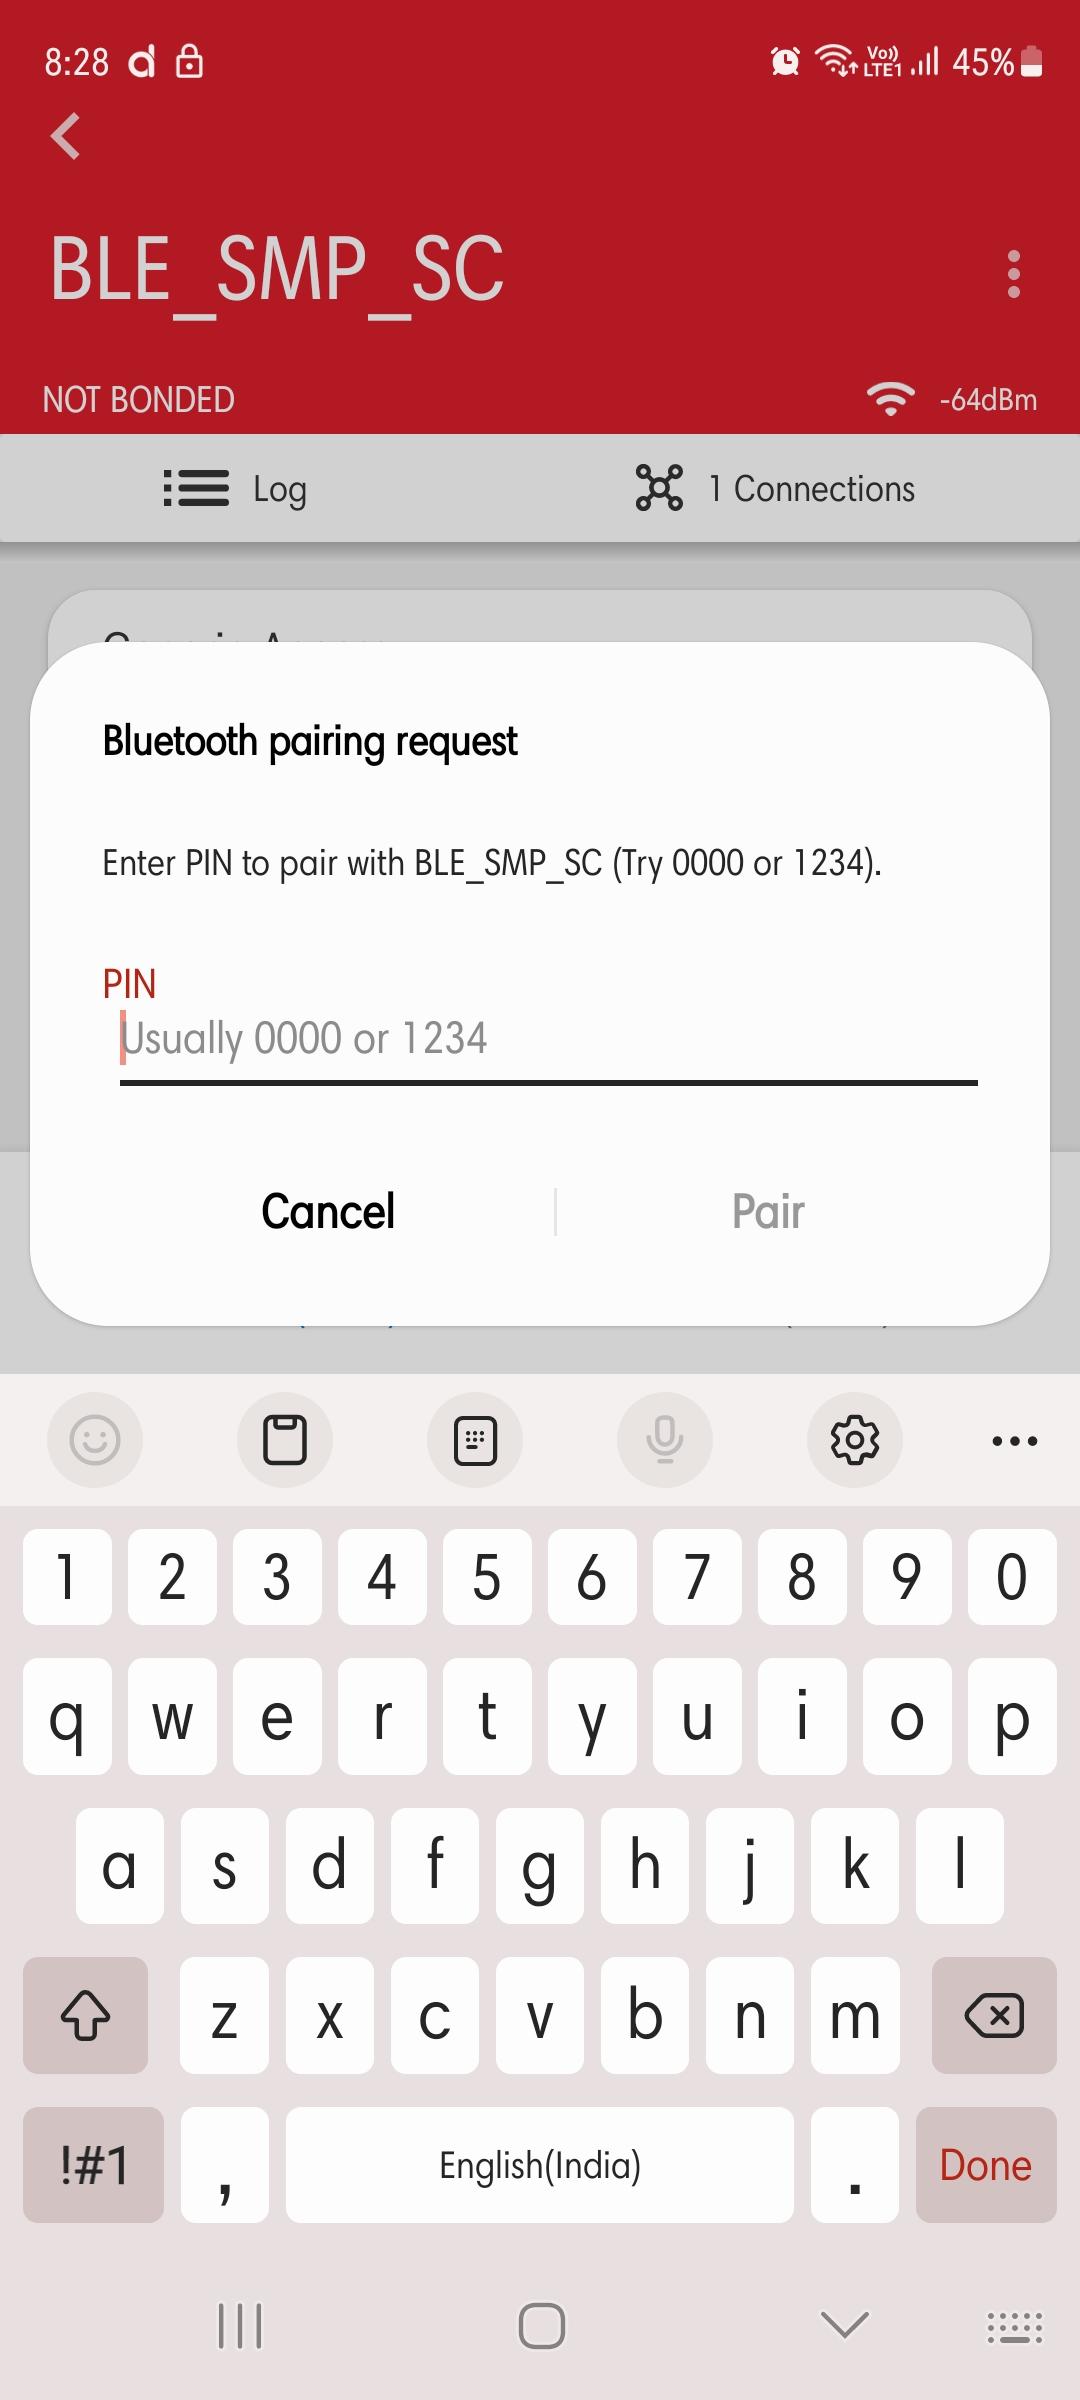 8:28
Vo)) LTE1 45%
BLE_SMP_SC
NOT BONDED
-64dBm
Log
1 Connections
Bluetooth pairing request
Enter PIN to pair with BLE_SMP_SC (Try 0000 or 1234).
PIN
Usually 0000 or 1234
Cancel
Pair
1 2 3 4 5 6 7 8 9 0
q w e r t y u i o p
a s d f g h j k l
z x c v b n m
!#1 , English(India) . Done